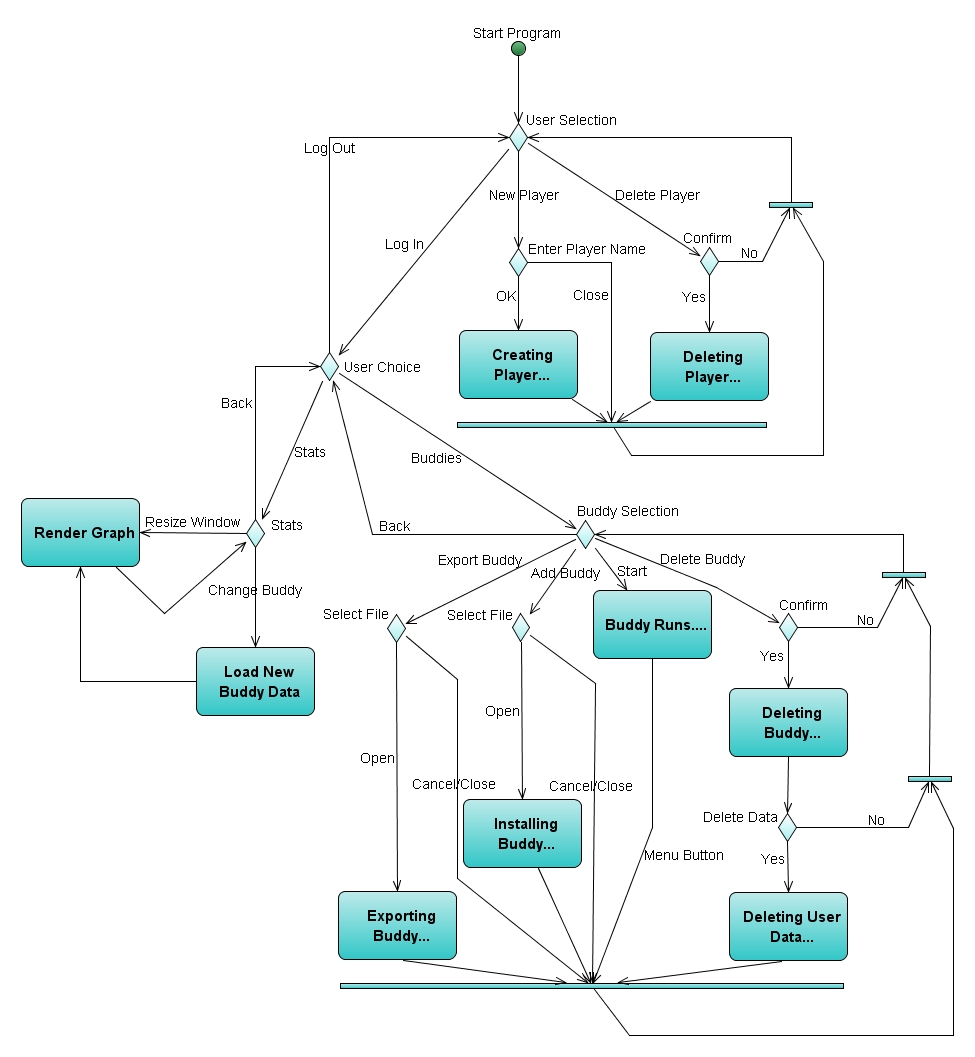 Start Program
User Selection
Log Out
New Player
Delete Player
Log In
Confirm
Enter Player Name
No
OK
Close
Yes
Creating
Player...
Deleting
Player...
User Choice
Back
Stats
Buddies
Resize Window
Stats
Render Graph
Back
Buddy Selection
Change Buddy
Export Buddy
Add Buddy
Start
Delete Buddy
Select File
Select File
Buddy Runs....
Confirm
No
Yes
Load New
Buddy Data
Open
Deleting
Buddy...
Open
Cancel/Close
Cancel/Close
Installing
Buddy...
Delete Data
No
Menu Button
Yes
Exporting
Buddy...
Deleting User
Data...